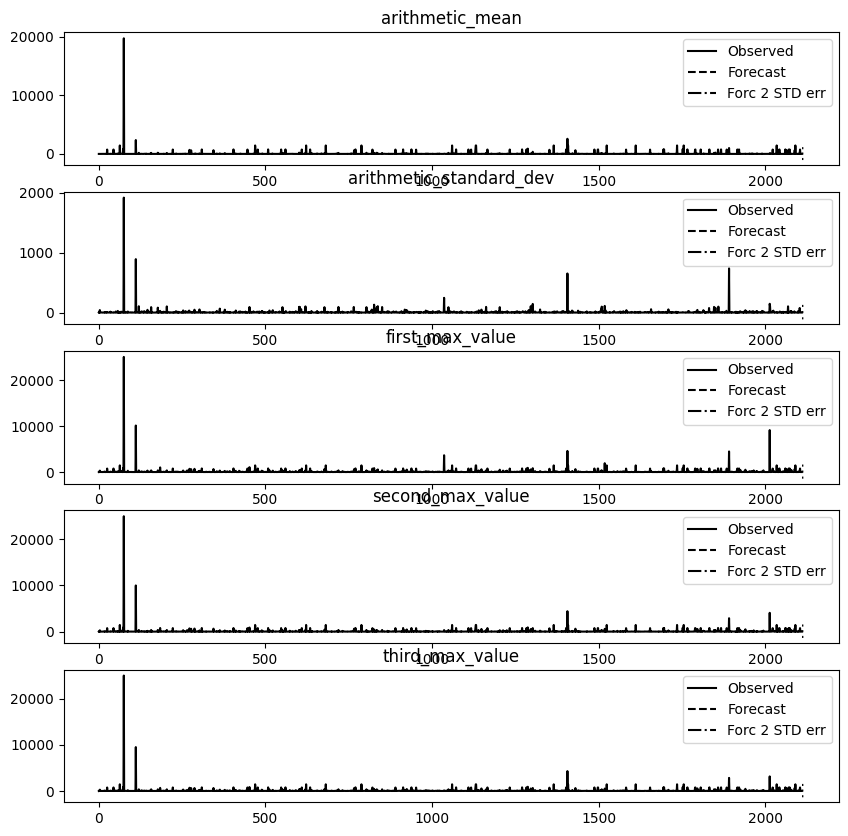 arithmetic_mean
20000
10000
0
Observed
Forecast
Forc 2 STD err
0 500 1000 1500 2000
arithmetic_standard_dev
2000
1000
0
Observed
Forecast
Forc 2 STD err
0 500 1000 1500 2000
first_max_value
20000
10000
0
Observed
Forecast
Forc 2 STD err
0 500 1000 1500 2000
second_max_value
20000
10000
0
Observed
Forecast
Forc 2 STD err
0 500 1000 1500 2000
third_max_value
20000
10000
0
Observed
Forecast
Forc 2 STD err
0 500 1000 1500 2000